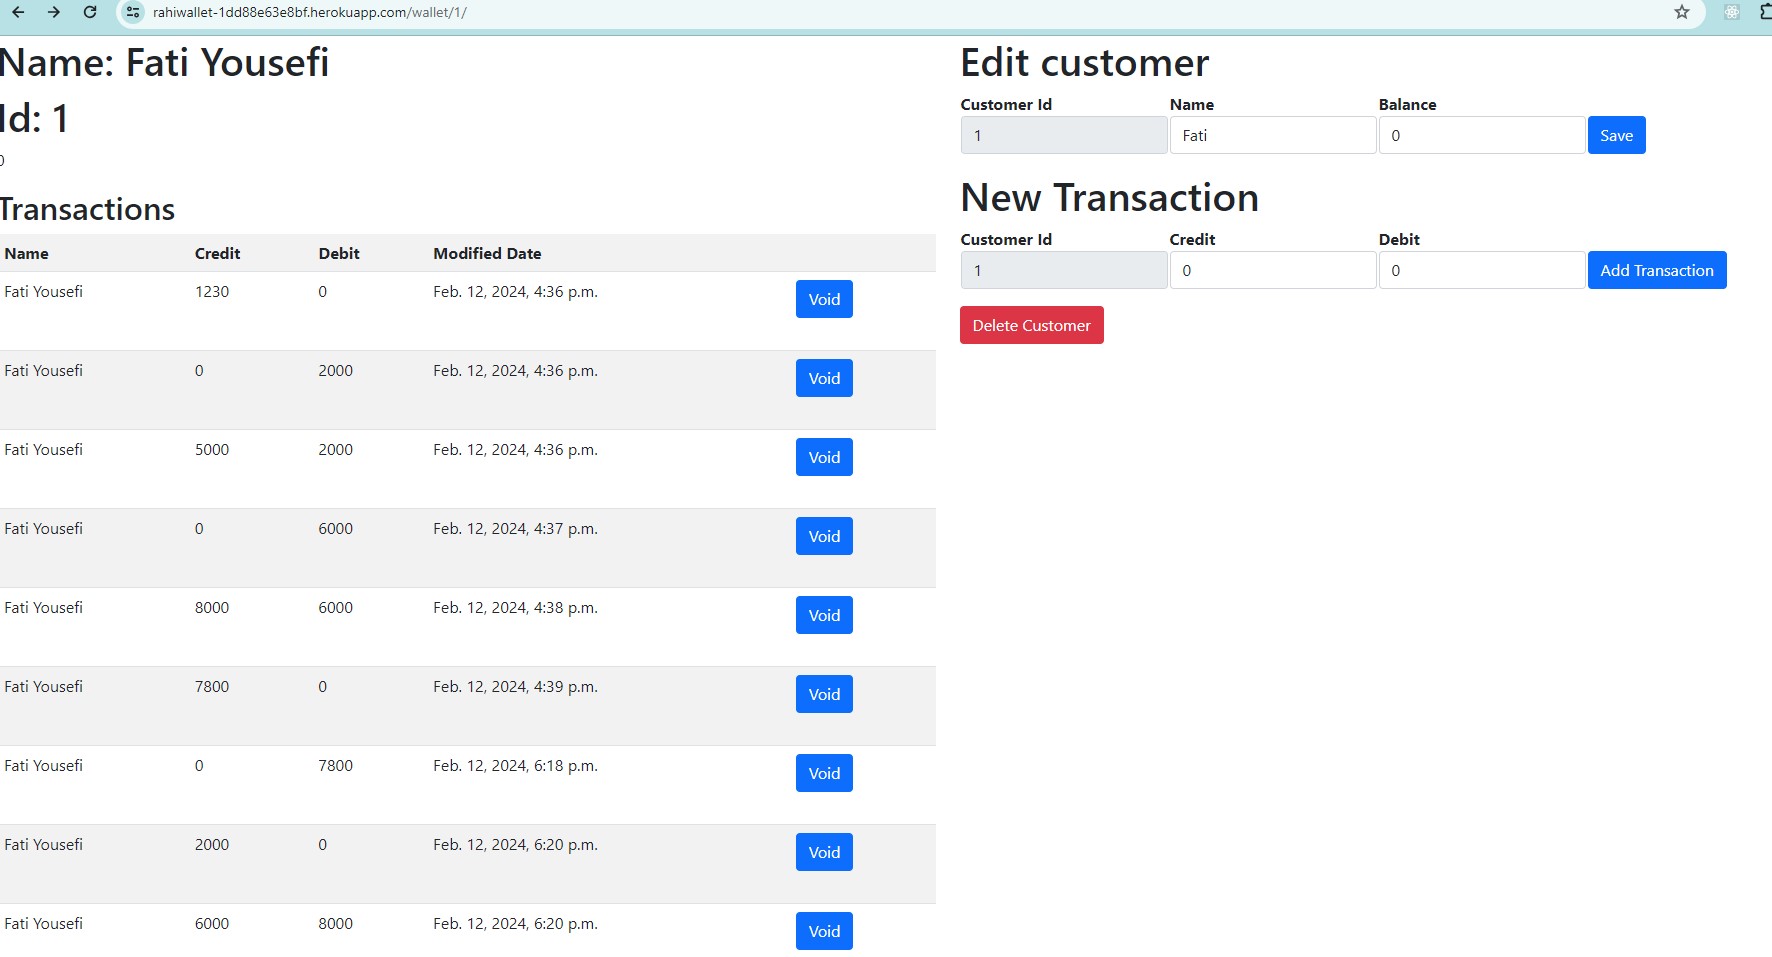 rahiwallet-1dd88e63e8bf.herokuapp.com/wallet/1/
Name: Fati Yousefi
Id: 1
0
Transactions
Name Credit Debit Modified Date
Fati Yousefi 1230 0 Feb. 12, 2024, 4:36 p.m. Void
Fati Yousefi 0 2000 Feb. 12, 2024, 4:36 p.m. Void
Fati Yousefi 5000 2000 Feb. 12, 2024, 4:36 p.m. Void
Fati Yousefi 0 6000 Feb. 12, 2024, 4:37 p.m. Void
Fati Yousefi 8000 6000 Feb. 12, 2024, 4:38 p.m. Void
Fati Yousefi 7800 0 Feb. 12, 2024, 4:39 p.m. Void
Fati Yousefi 0 7800 Feb. 12, 2024, 6:18 p.m. Void
Fati Yousefi 2000 0 Feb. 12, 2024, 6:20 p.m. Void
Fati Yousefi 6000 8000 Feb. 12, 2024, 6:20 p.m. Void
Edit customer
Customer Id Name Balance
1 Fati 0 Save
New Transaction
Customer Id Credit Debit
1 0 0 Add Transaction
Delete Customer